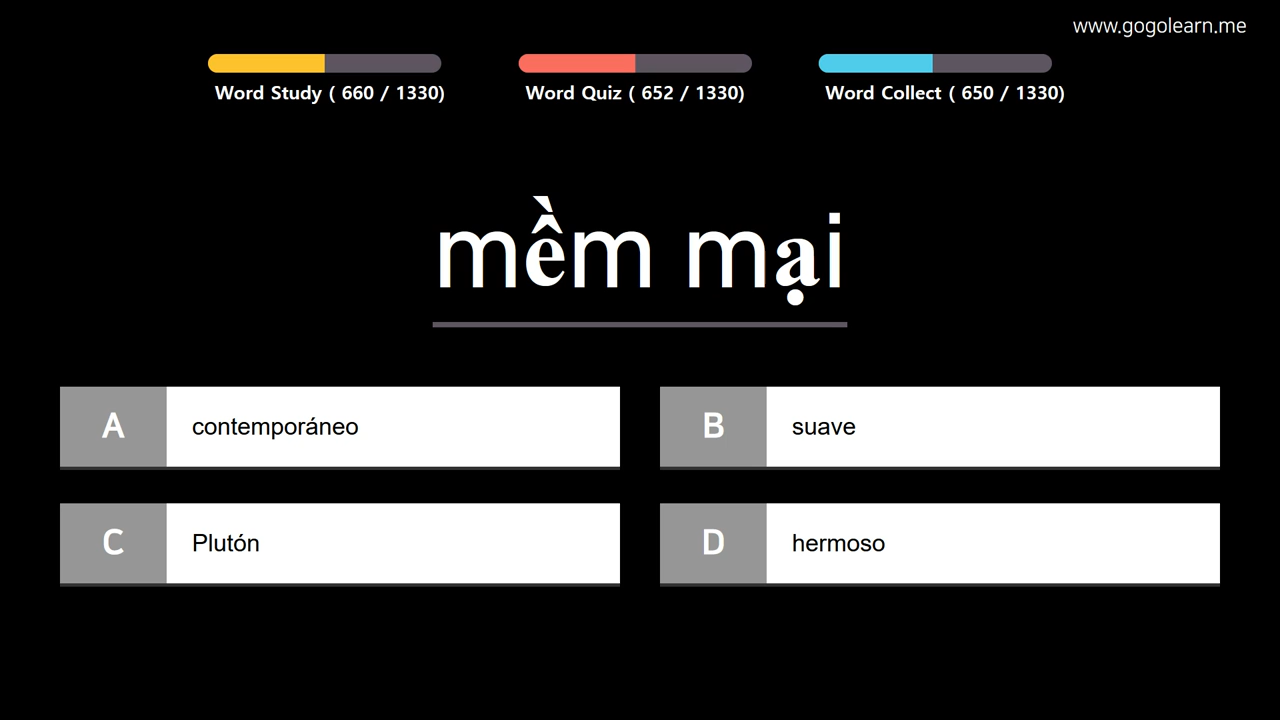 www.gogolearn.me
Word Study ( 660 / 1330)
Word Quiz ( 652 / 1330)
Word Collect ( 650 / 1330)
mềm mại
A contemporáneo
B suave
C Plutón
D hermoso